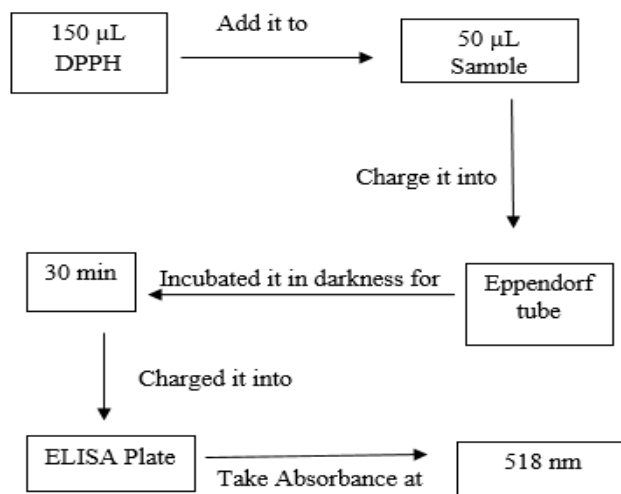 150 µL
DPPH
Add it to
50 µL
Sample
Charge it into
Eppendorf
tube
Incubated it in darkness for
30 min
Charged it into
ELISA Plate
Take Absorbance at
518 nm